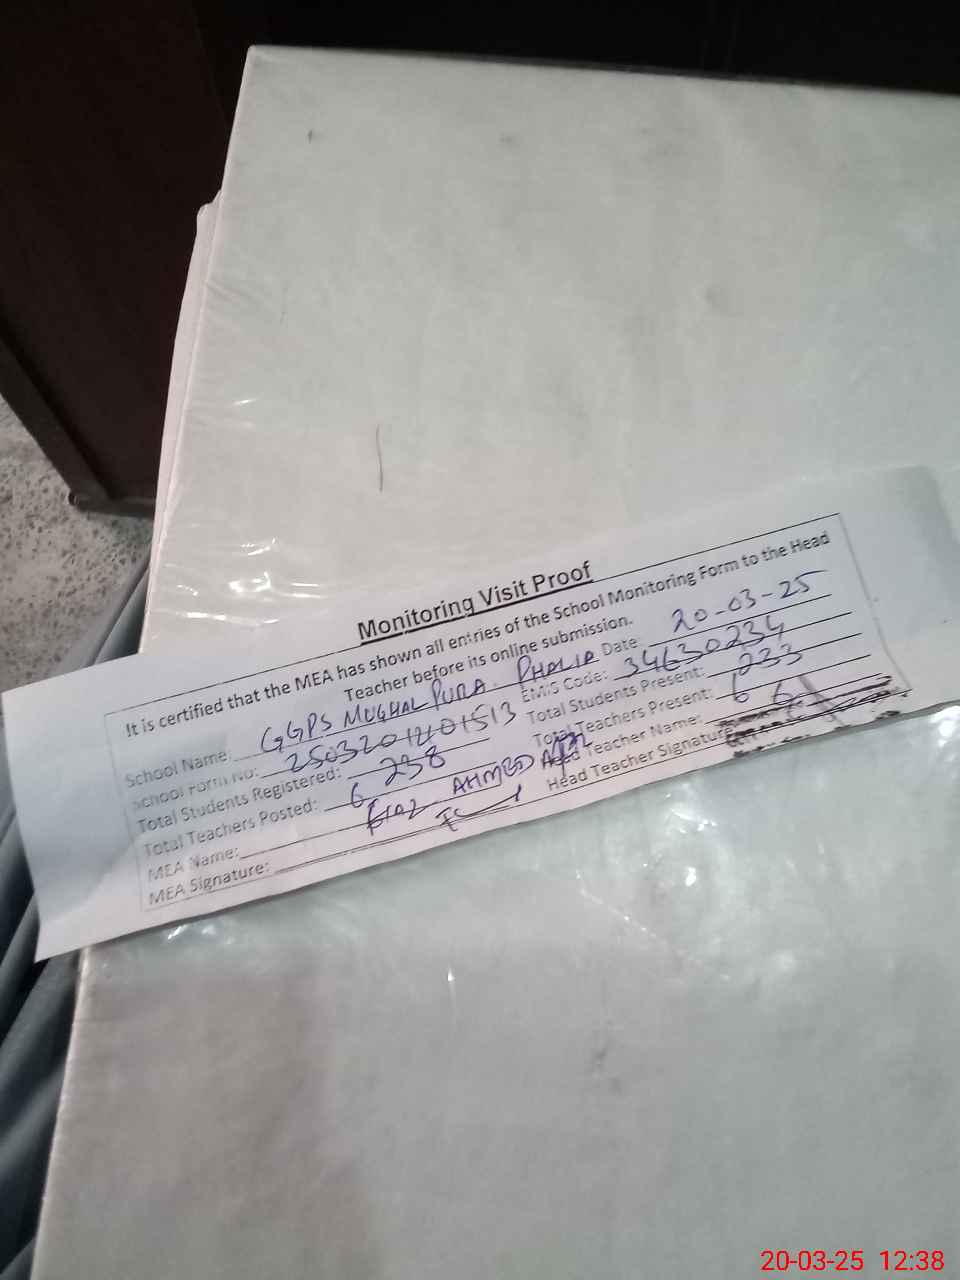 Monitoring Visit Proof
It is certified that the MEA has shown all entries of the School Monitoring Form to the Head
Teacher before its online submission.
School Name: GGPS MUGHAL PURA. PHALIA Date: 20-03-25
School Form No: EMIS Code: 34630234
Total Students Registered: 238 Total Students Present: 233
Total Teachers Posted: 6 Total Teachers Present: 6
MEA Name: AHMED Head Teacher Name:
MEA Signature: Head Teacher Signature:
20-03-25 12:38